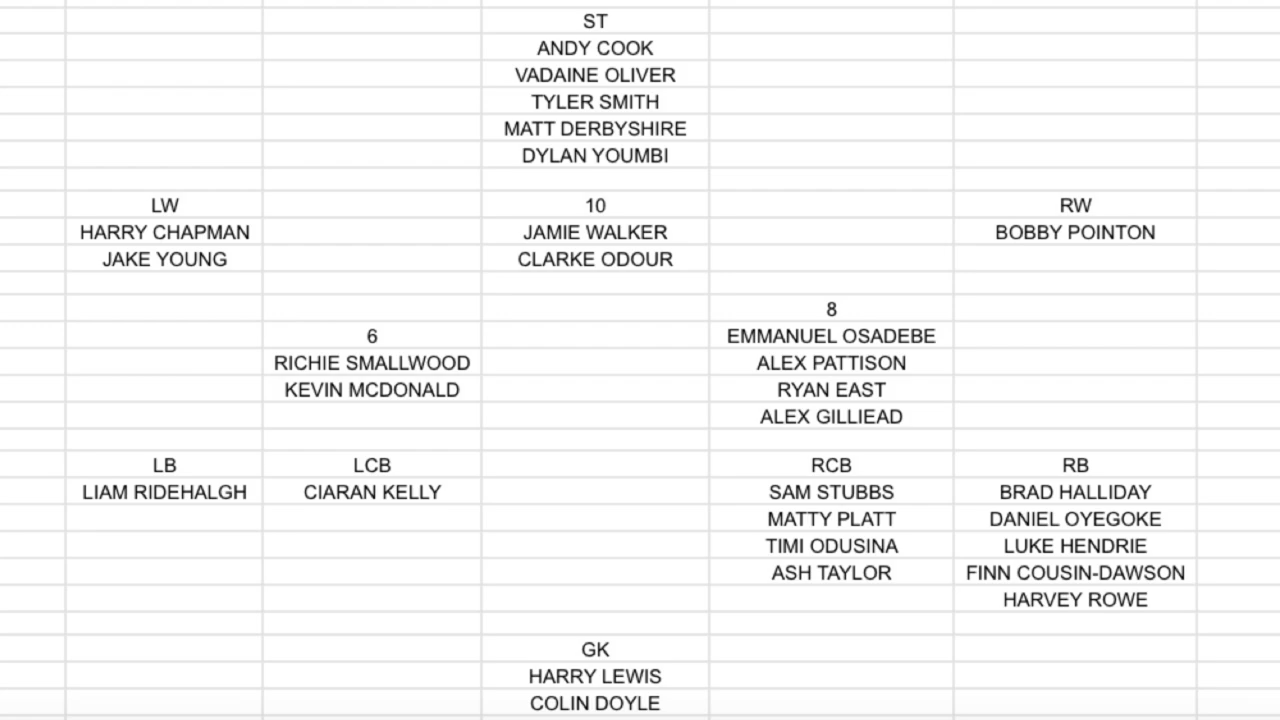 ST
ANDY COOK
VADAINE OLIVER
TYLER SMITH
MATT DERBYSHIRE
DYLAN YOUMBI
LW 10 RW
HARRY CHAPMAN JAMIE WALKER BOBBY POINTON
JAKE YOUNG CLARKE ODOUR
8
6 EMMANUEL OSADEBE
RICHIE SMALLWOOD ALEX PATTISON
KEVIN MCDONALD RYAN EAST
ALEX GILLIEAD
LB LCB RCB RB
LIAM RIDEHALGH CIARAN KELLY SAM STUBBS BRAD HALLIDAY
MATTY PLATT DANIEL OYEGOKE
TIMI ODUSINA LUKE HENDRIE
ASH TAYLOR FINN COUSIN-DAWSON
HARVEY ROWE
GK
HARRY LEWIS
COLIN DOYLE